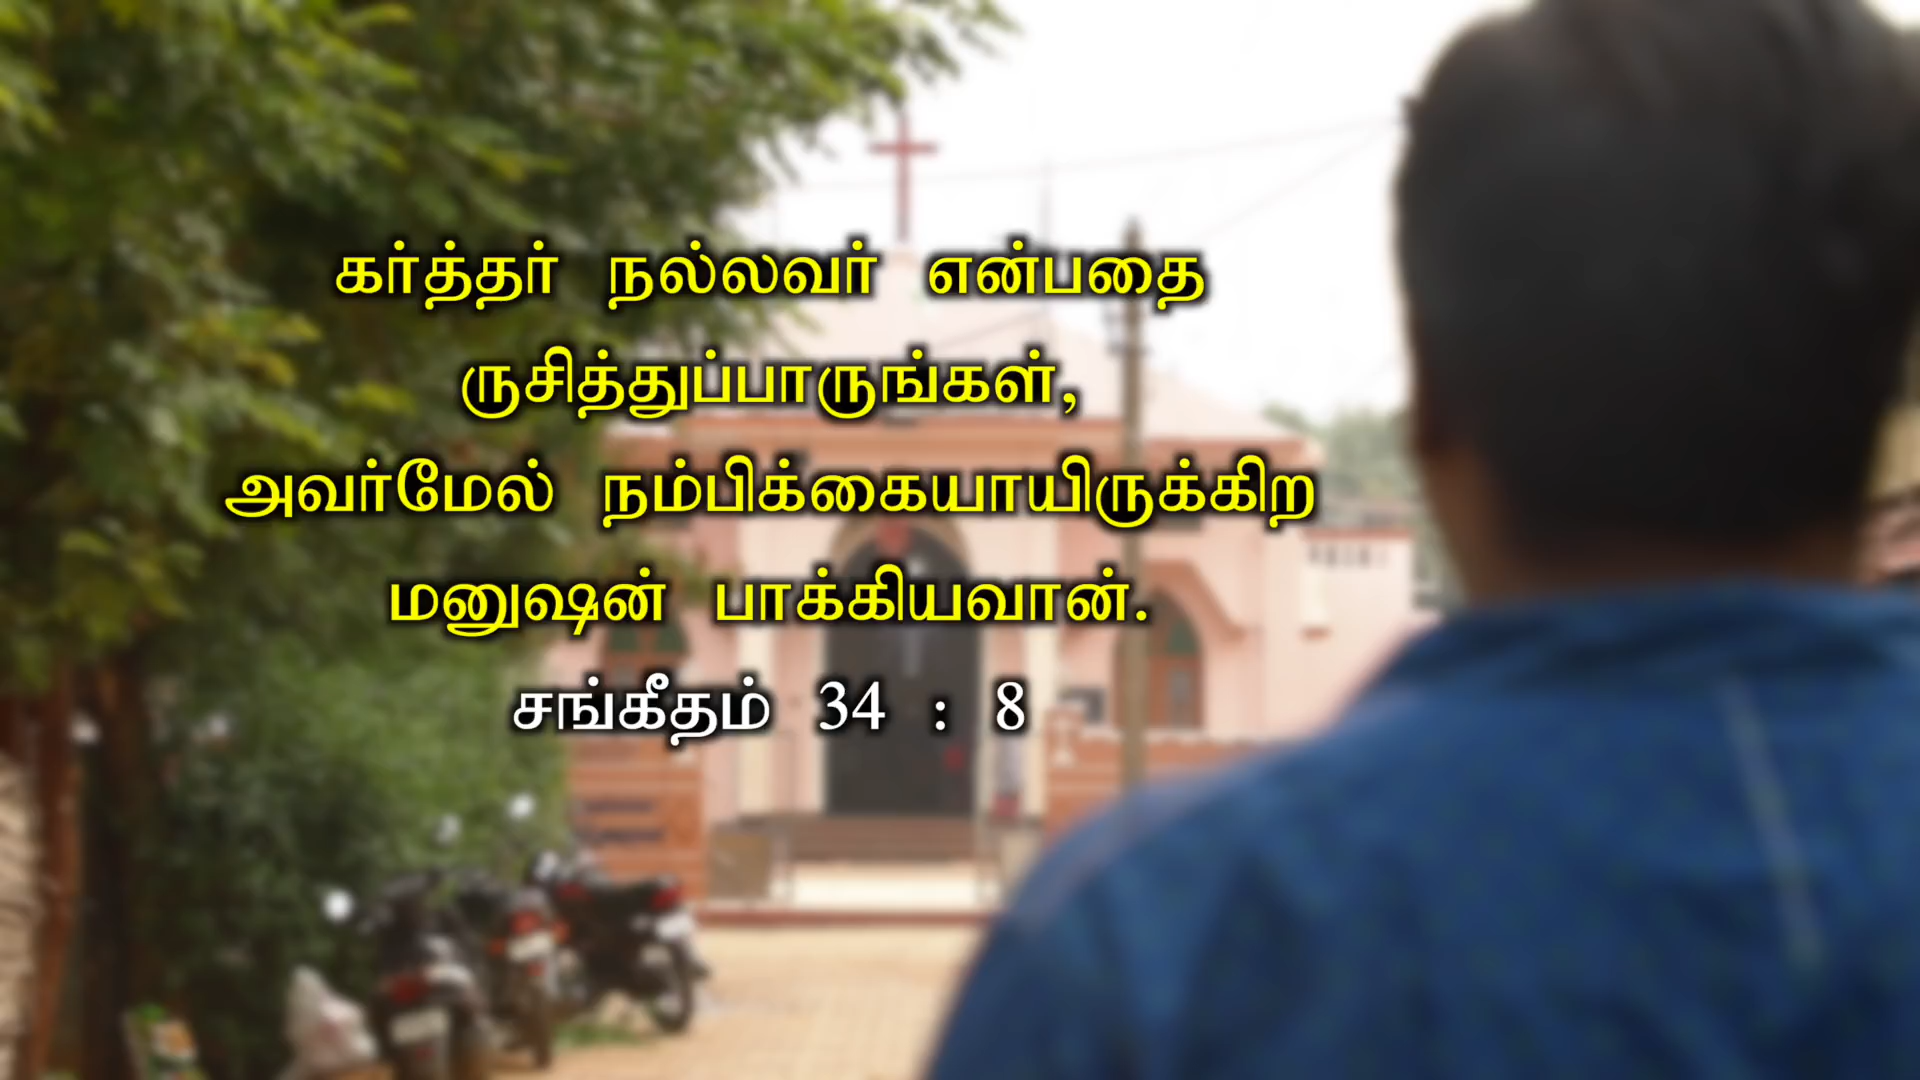 கர்த்தர் நல்லவர் என்பதை
ருசித்துப்பாருங்கள்,
அவர்மேல் நம்பிக்கையாயிருக்கிற
மனுஷன் பாக்கியவான்.
சங்கீதம் 34 : 8